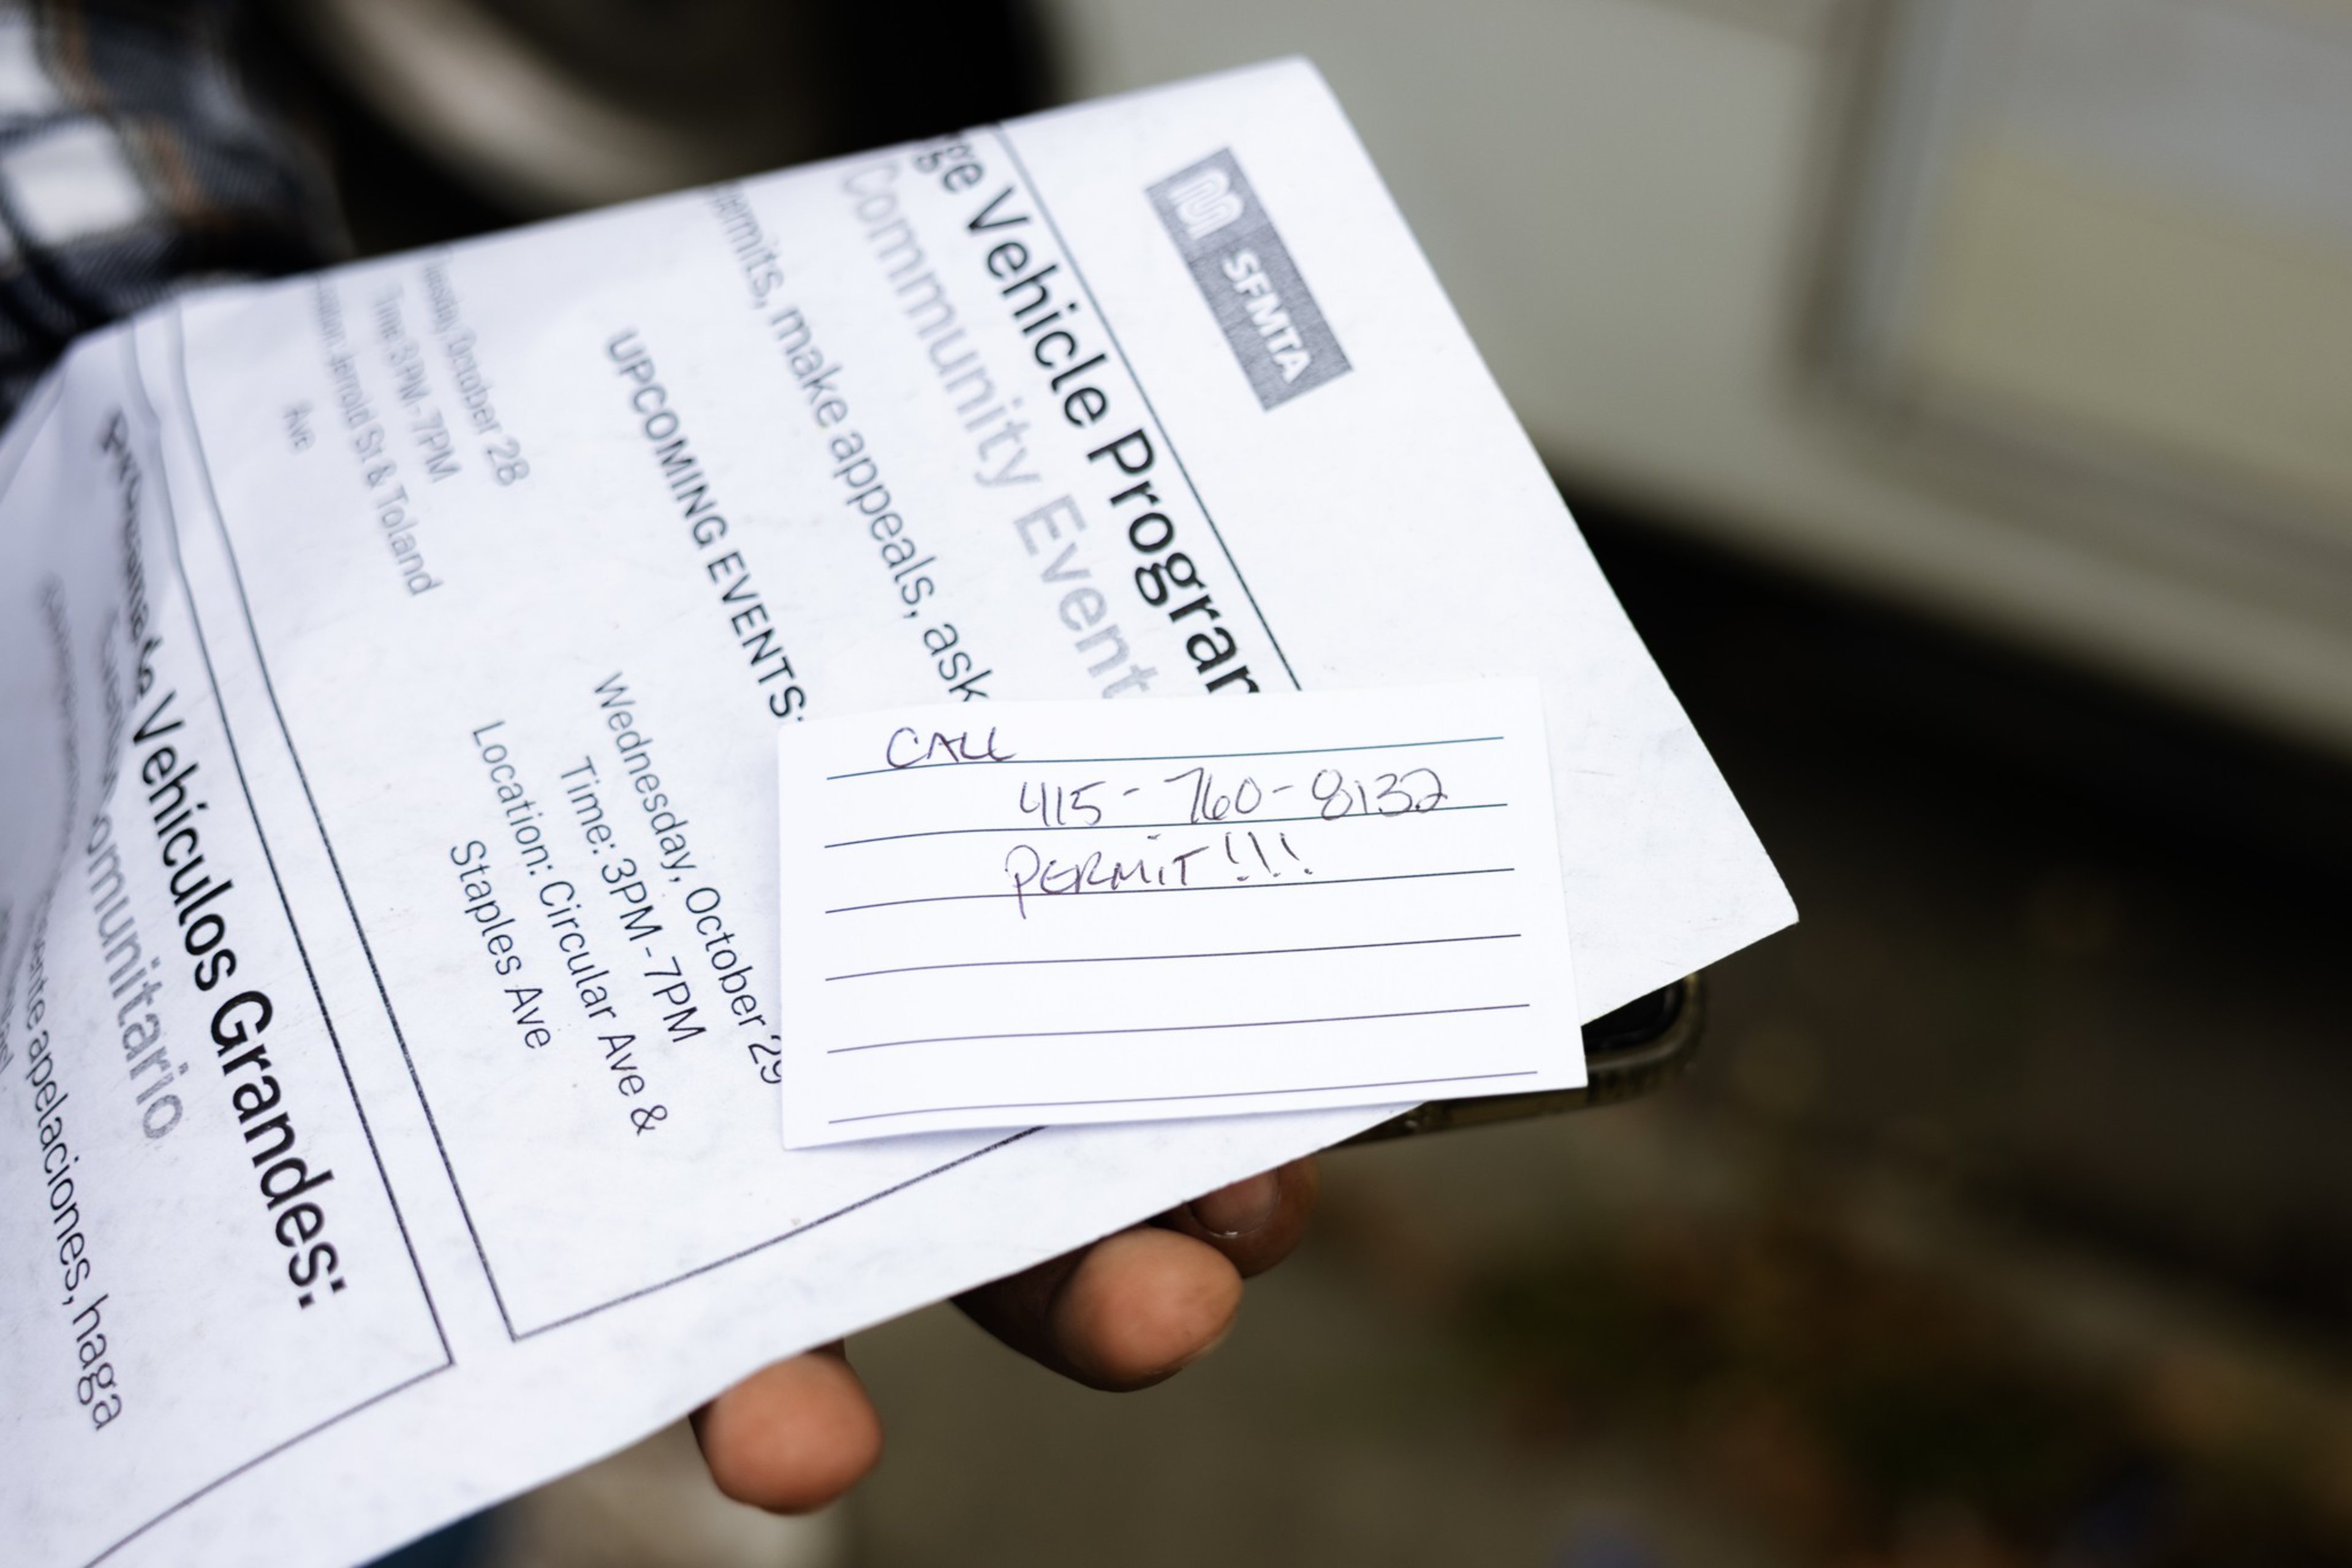 SFMTA
Vehicle Program
Community Event
permits, make appeals, ask
UPCOMING EVENTS:
Tuesday, October 28
Time: 3PM - 7PM
Jerrold St & Toland
Ave
Wednesday, October 29
Time: 3PM - 7PM
Location: Circular Ave &
Staples Ave
CALL
415-760-8132
PERMIT!!!
Vehículos Grandes:
omunitario
apelaciones, haga